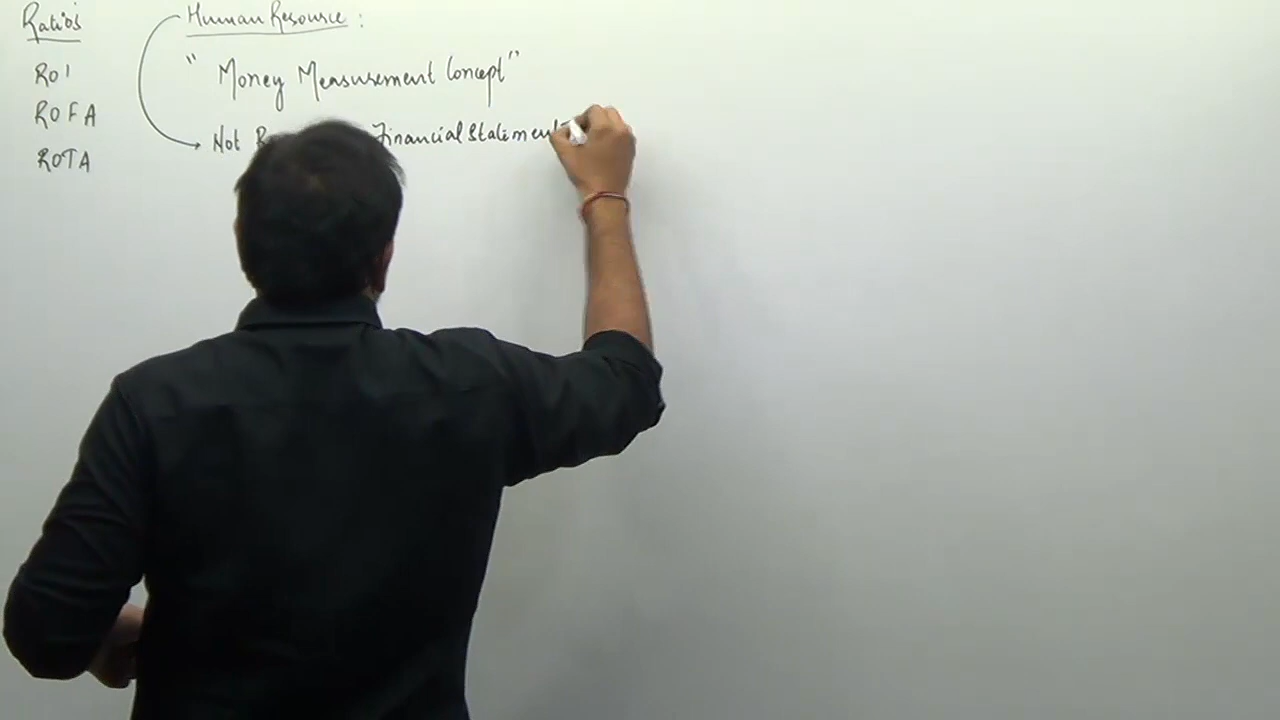 Ratios
ROI
ROFA
ROTA
Human Resource :
" Money Measurement Concept "
Not Financial Statement